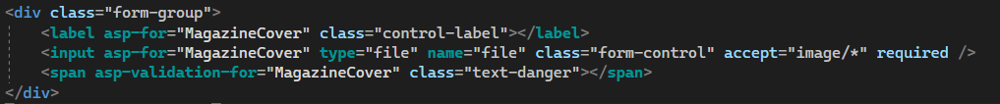 <div class="form-group">
<label asp-for="MagazineCover" class="control-label"></label>
<input asp-for="MagazineCover" type="file" name="file" class="form-control" accept="image/*" required />
<span asp-validation-for="MagazineCover" class="text-danger"></span>
</div>